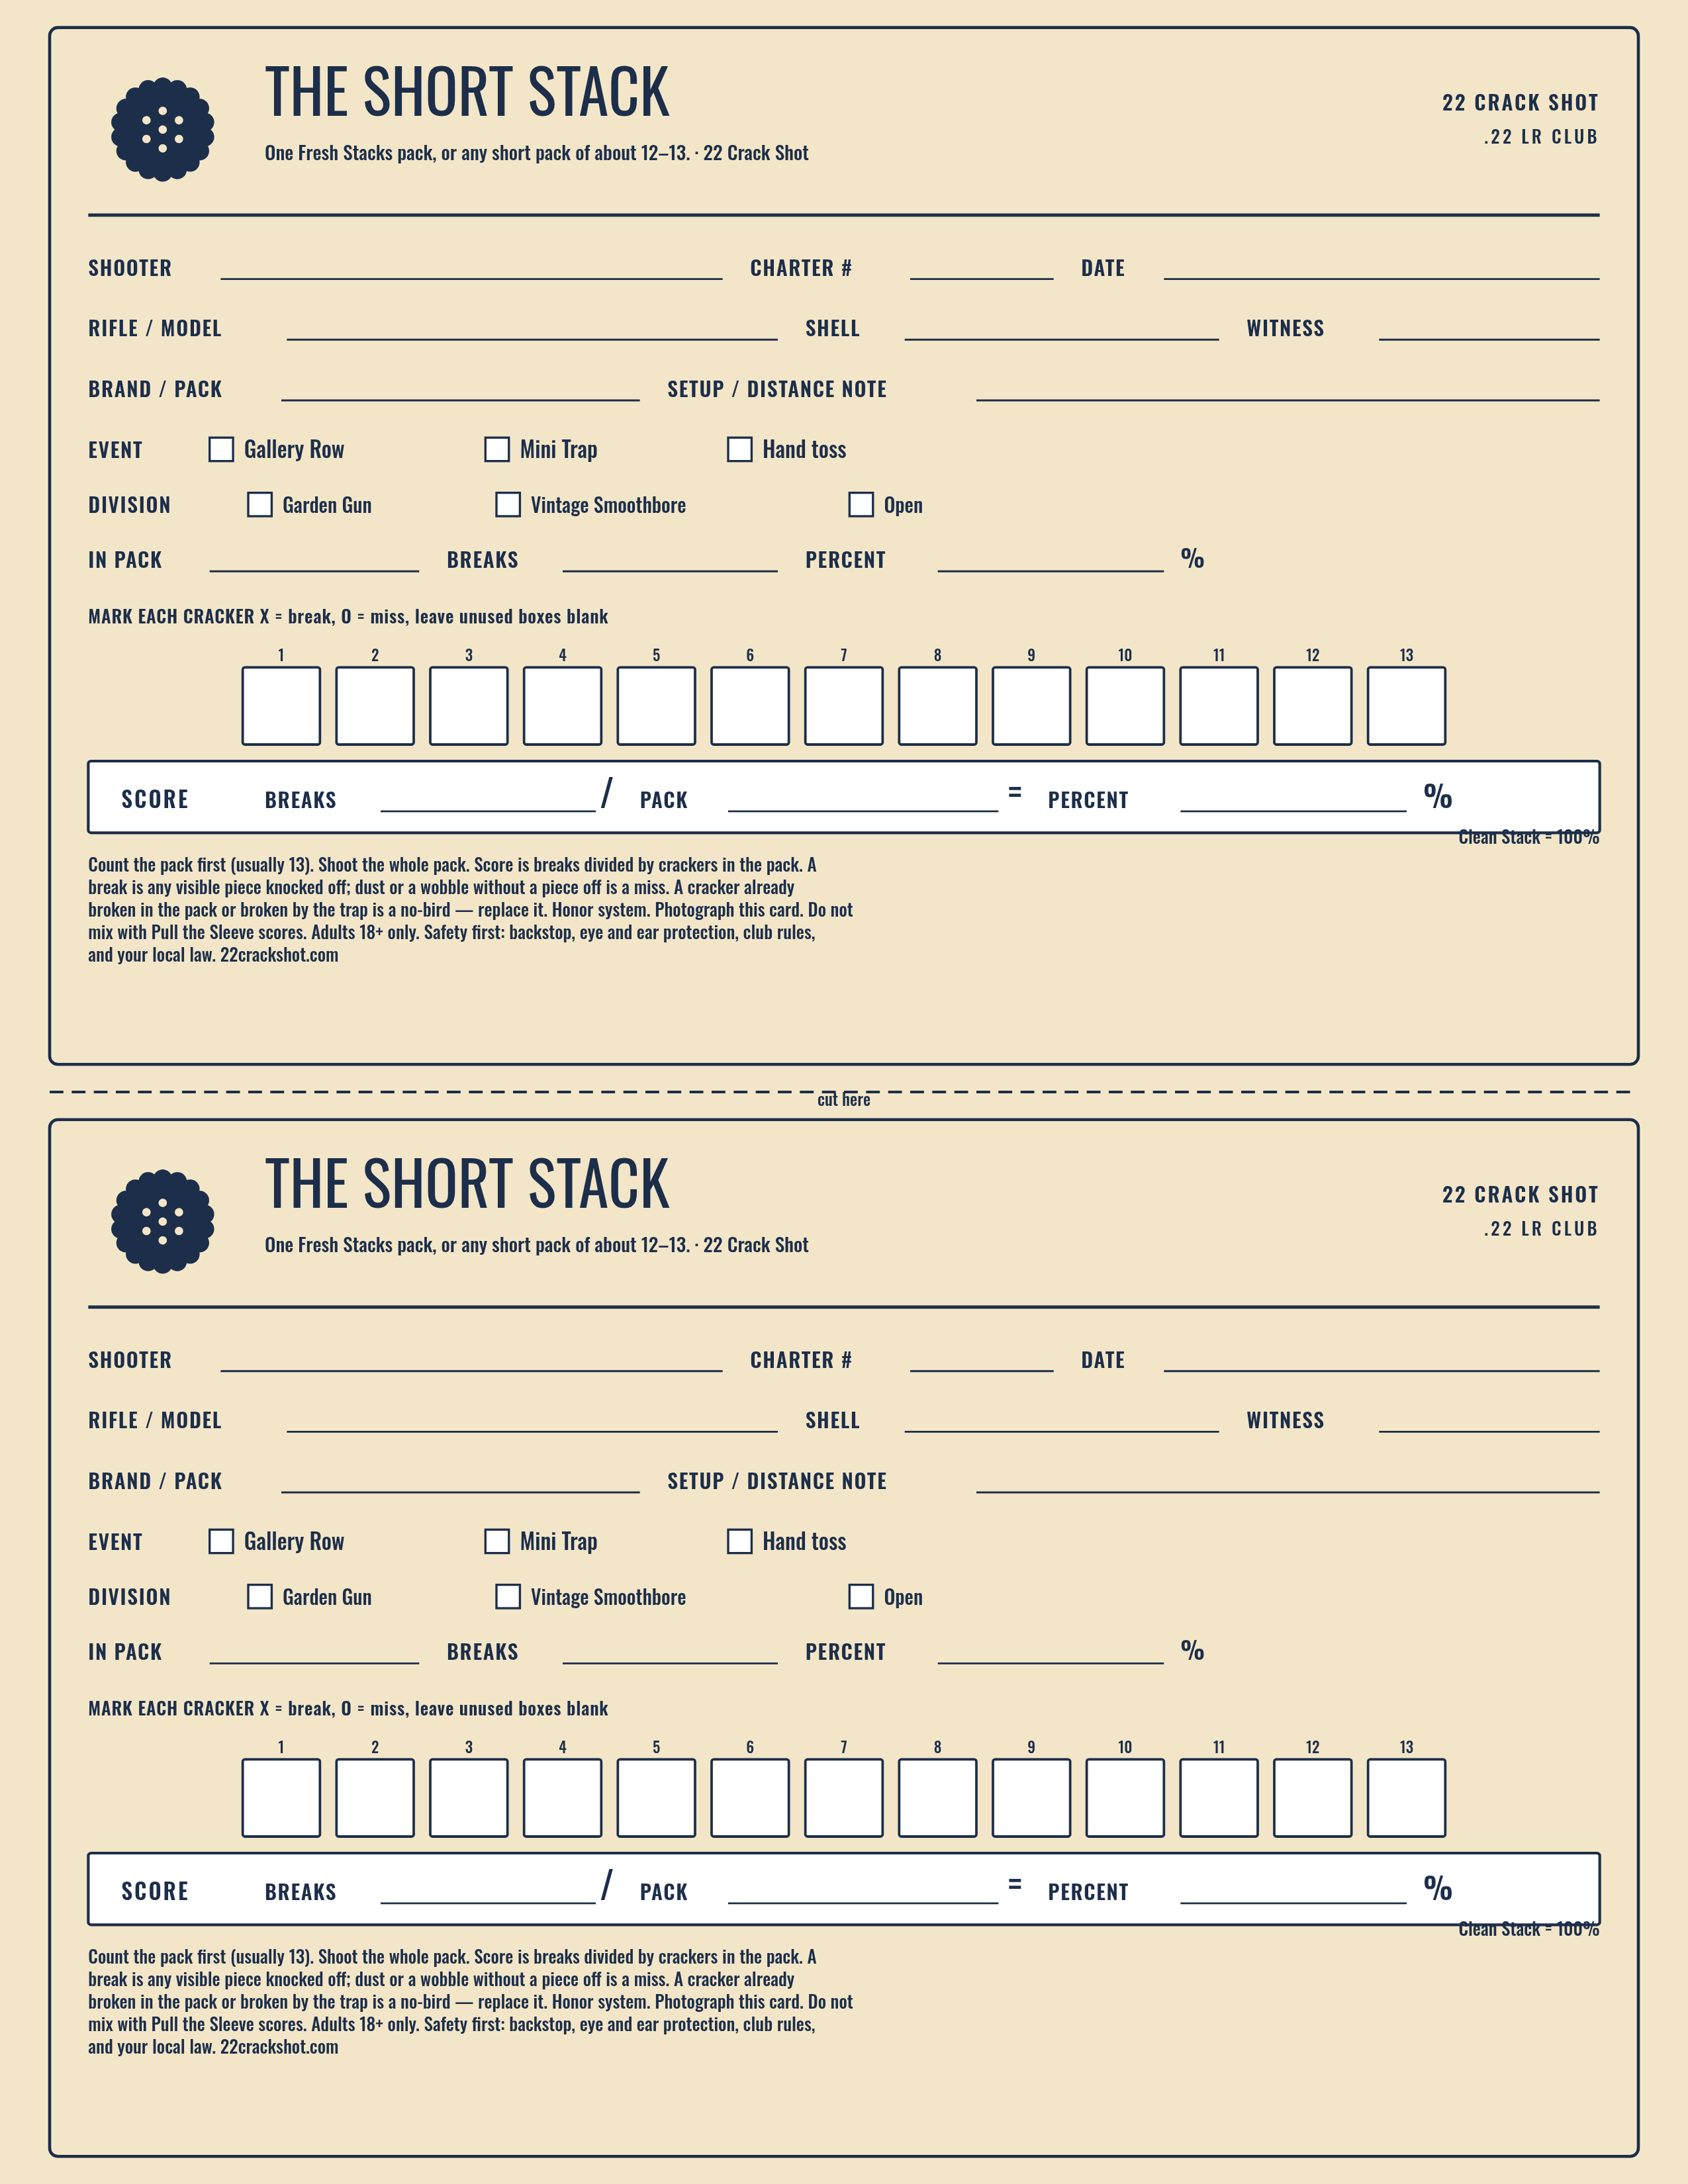 THE SHORT STACK
22 CRACK SHOT
One Fresh Stacks pack, or any short pack of about 12–13. · 22 Crack Shot
.22 LR CLUB
SHOOTER CHARTER # DATE
RIFLE / MODEL SHELL WITNESS
BRAND / PACK SETUP / DISTANCE NOTE
EVENT Gallery Row Mini Trap Hand toss
DIVISION Garden Gun Vintage Smoothbore Open
IN PACK BREAKS PERCENT %
MARK EACH CRACKER X = break, O = miss, leave unused boxes blank
1 2 3 4 5 6 7 8 9 10 11 12 13
SCORE BREAKS / PACK = PERCENT %
Clean Stack = 100%
Count the pack first (usually 13). Shoot the whole pack. Score is breaks divided by crackers in the pack. A
break is any visible piece knocked off; dust or a wobble without a piece off is a miss. A cracker already
broken in the pack or broken by the trap is a no-bird — replace it. Honor system. Photograph this card. Do not
mix with Pull the Sleeve scores. Adults 18+ only. Safety first: backstop, eye and ear protection, club rules,
and your local law. 22crackshot.com
cut here
THE SHORT STACK
22 CRACK SHOT
One Fresh Stacks pack, or any short pack of about 12–13. · 22 Crack Shot
.22 LR CLUB
SHOOTER CHARTER # DATE
RIFLE / MODEL SHELL WITNESS
BRAND / PACK SETUP / DISTANCE NOTE
EVENT Gallery Row Mini Trap Hand toss
DIVISION Garden Gun Vintage Smoothbore Open
IN PACK BREAKS PERCENT %
MARK EACH CRACKER X = break, O = miss, leave unused boxes blank
1 2 3 4 5 6 7 8 9 10 11 12 13
SCORE BREAKS / PACK = PERCENT %
Clean Stack = 100%
Count the pack first (usually 13). Shoot the whole pack. Score is breaks divided by crackers in the pack. A
break is any visible piece knocked off; dust or a wobble without a piece off is a miss. A cracker already
broken in the pack or broken by the trap is a no-bird — replace it. Honor system. Photograph this card. Do not
mix with Pull the Sleeve scores. Adults 18+ only. Safety first: backstop, eye and ear protection, club rules,
and your local law. 22crackshot.com